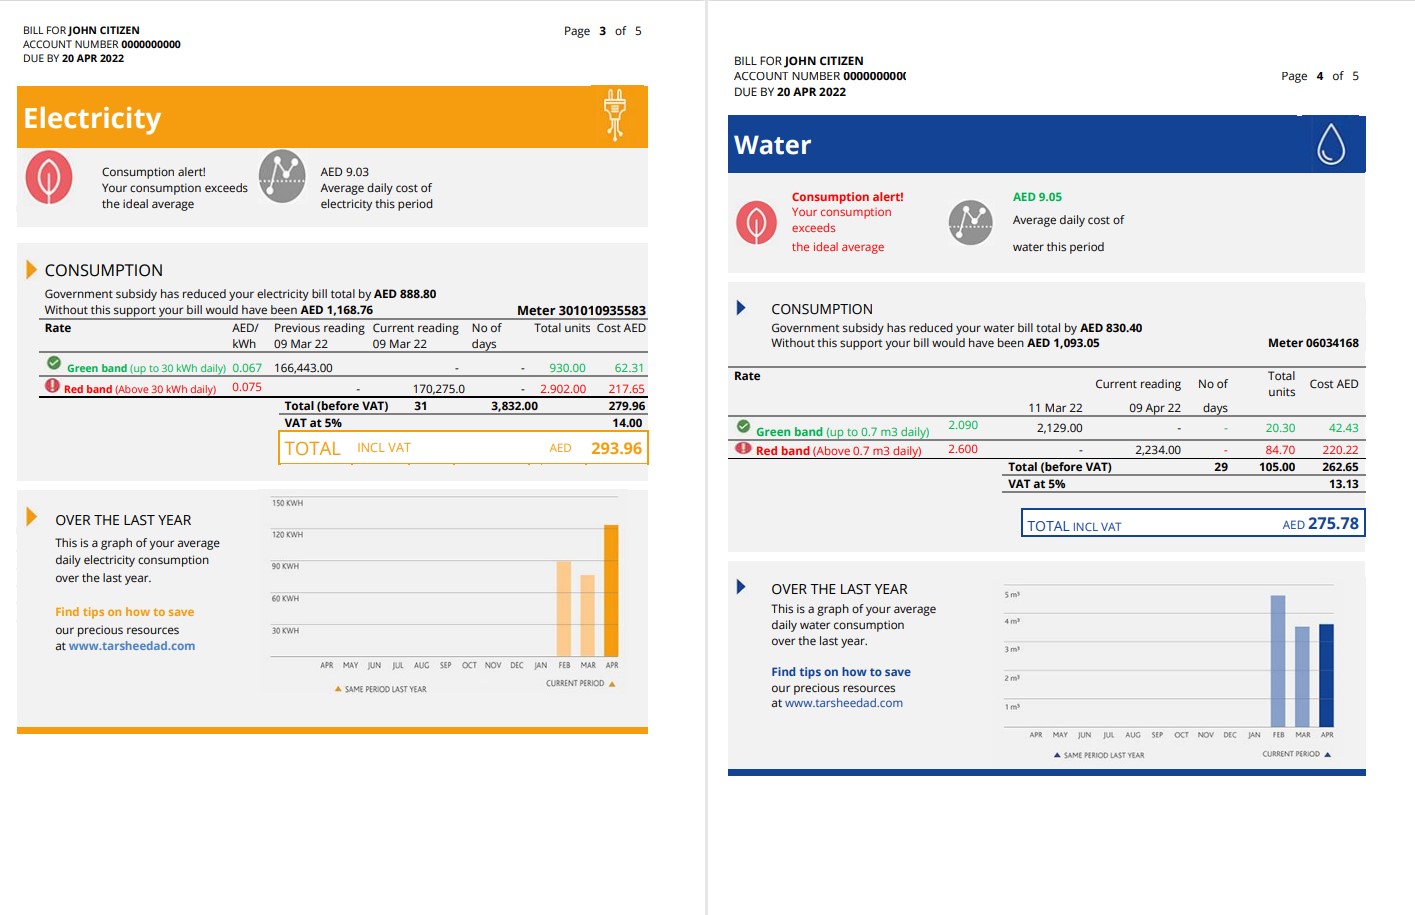 BILL FOR JOHN CITIZEN
ACCOUNT NUMBER 0000000000
DUE BY 20 APR 2022
Page 3 of 5
Electricity
Consumption alert!
Your consumption exceeds
the ideal average
AED 9.03
Average daily cost of
electricity this period
CONSUMPTION
Government subsidy has reduced your electricity bill total by AED 888.80
Without this support your bill would have been AED 1,168.76
Meter 301010935583
Rate AED/ Previous reading Current reading No of Total units Cost AED
kWh 09 Mar 22 09 Mar 22 days
Green band (up to 30 kWh daily) 0.067 166,443.00 - - 930.00 62.31
Red band (Above 30 kWh daily) 0.075 - 170,275.0 - 2.902.00 217.65
Total (before VAT) 31 3,832.00 279.96
VAT at 5% 14.00
TOTAL INCL VAT AED 293.96
OVER THE LAST YEAR
This is a graph of your average
daily electricity consumption
over the last year.
Find tips on how to save
our precious resources
at www.tarsheedad.com
150 KWH
120 KWH
90 KWH
60 KWH
30 KWH
APR MAY JUN JUL AUG SEP OCT NOV DEC JAN FEB MAR APR
SAME PERIOD LAST YEAR CURRENT PERIOD
BILL FOR JOHN CITIZEN
ACCOUNT NUMBER 000000000
DUE BY 20 APR 2022
Page 4 of 5
Water
Consumption alert!
Your consumption
exceeds
the ideal average
AED 9.05
Average daily cost of
water this period
CONSUMPTION
Government subsidy has reduced your water bill total by AED 830.40
Without this support your bill would have been AED 1,093.05
Meter 06034168
Rate Current reading No of Total units Cost AED
11 Mar 22 09 Apr 22 days
Green band (up to 0.7 m3 daily) 2.090 2,129.00 - - 20.30 42.43
Red band (Above 0.7 m3 daily) 2.600 - 2,234.00 - 84.70 220.22
Total (before VAT) 29 105.00 262.65
VAT at 5% 13.13
TOTAL INCL VAT AED 275.78
OVER THE LAST YEAR
This is a graph of your average
daily water consumption
over the last year.
Find tips on how to save
our precious resources
at www.tarsheedad.com
5 m³
4 m³
3 m³
2 m³
1 m³
APR MAY JUN JUL AUG SEP OCT NOV DEC JAN FEB MAR APR
SAME PERIOD LAST YEAR CURRENT PERIOD